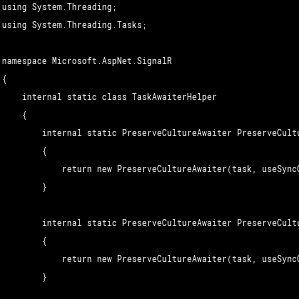 using System.Threading;
using System.Threading.Tasks;
namespace Microsoft.AspNet.SignalR
{
internal static class TaskAwaiterHelper
{
internal static PreserveCultureAwaiter PreserveCultu
{
return new PreserveCultureAwaiter(task, useSync
}
internal static PreserveCultureAwaiter PreserveCultu
{
return new PreserveCultureAwaiter(task, useSync
}